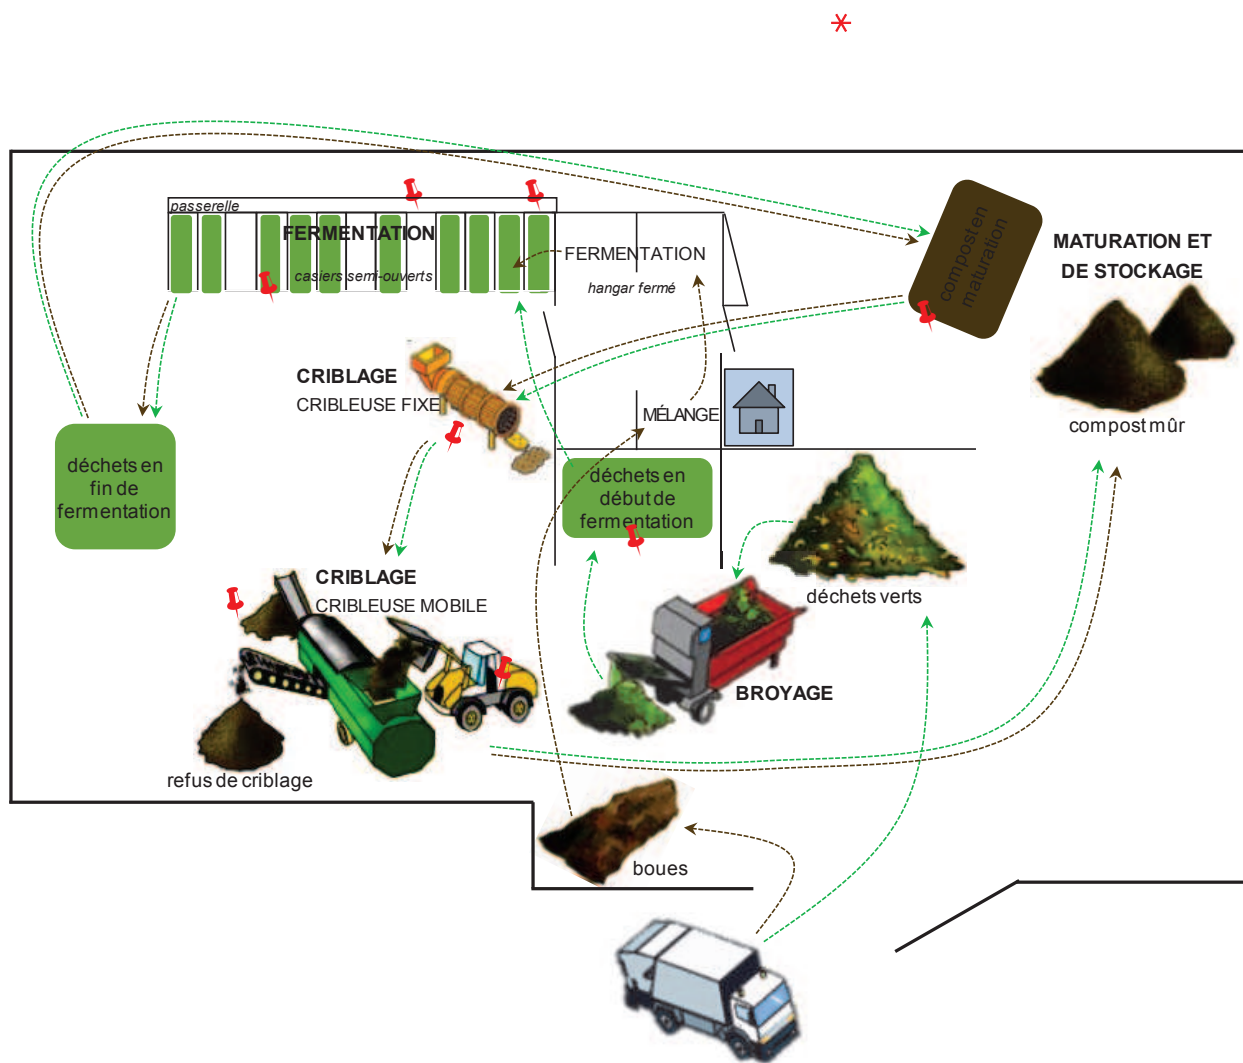 *
passerelle
FERMENTATION
casiers semi-ouverts
FERMENTATION
hangar fermé
compost en
maturation
MATURATION ET
DE STOCKAGE
compost mûr
CRIBLAGE
CRIBLEUSE FIXE
MÉLANGE
déchets en
fin de
fermentation
déchets en
début de
fermentation
déchets verts
CRIBLAGE
CRIBLEUSE MOBILE
BROYAGE
refus de criblage
boues